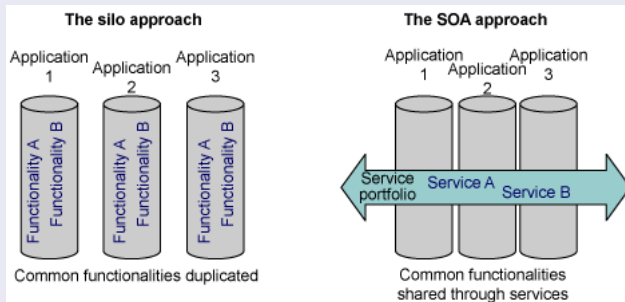 The silo approach
Application
1
Application
2
Application
3
Functionality A
Functionality B
Functionality A
Functionality B
Functionality A
Functionality B
Common functionalities duplicated
The SOA approach
Application
1
Application
2
Application
3
Service
portfolio
Service A
Service B
Common functionalities
shared through services